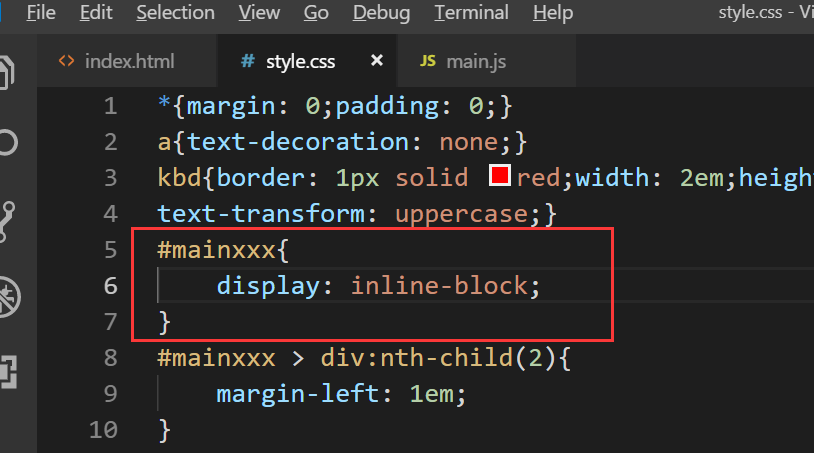 File Edit Selection View Go Debug Terminal Help style.css - Vi
<> index.html # style.css × JS main.js
1 *{margin: 0;padding: 0;}
2 a{text-decoration: none;}
3 kbd{border: 1px solid red;width: 2em;height
4 text-transform: uppercase;}
5 #mainxxx{
6 display: inline-block;
7 }
8 #mainxxx > div:nth-child(2){
9 margin-left: 1em;
10 }